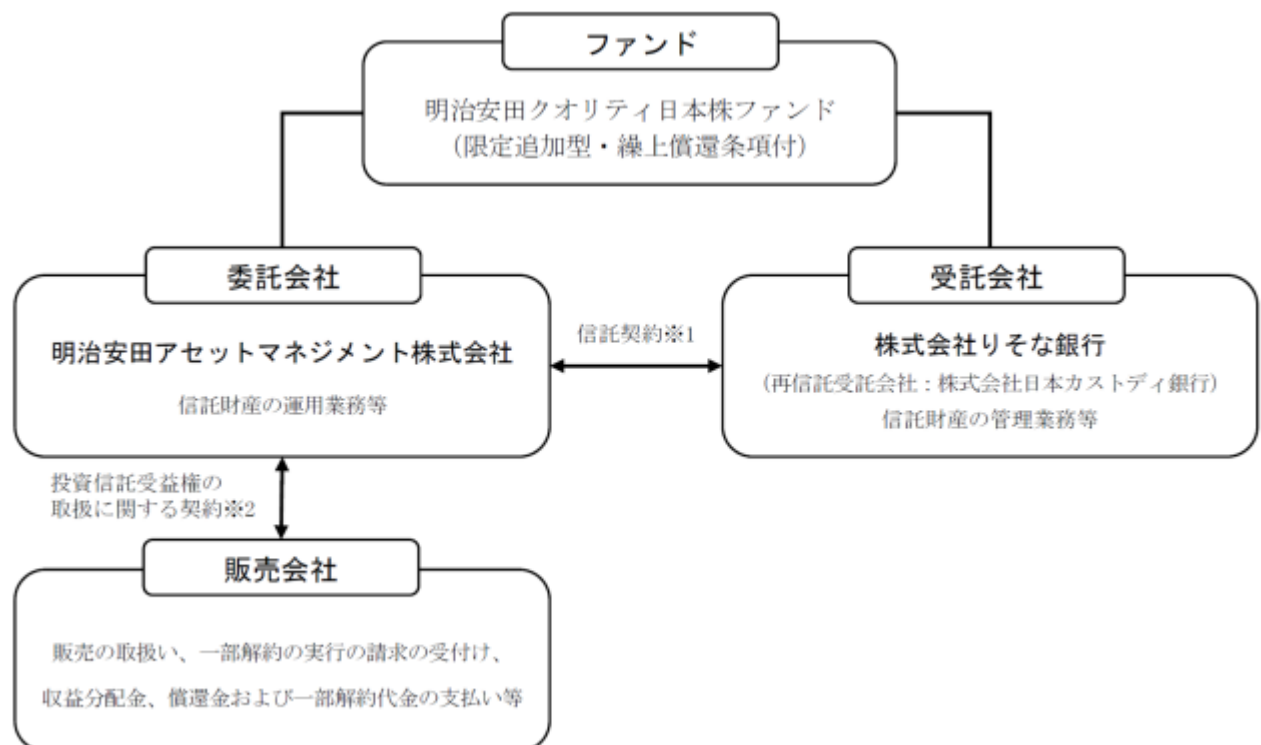 ファンド
明治安田クオリティ日本株ファンド
（限定追加型・繰上償還条項付）
委託会社
明治安田アセットマネジメント株式会社
信託財産の運用業務等
信託契約※1
受託会社
株式会社りそな銀行
（再信託受託会社：株式会社日本カストディ銀行）
信託財産の管理業務等
投資信託受益権の
取扱に関する契約※2
販売会社
販売の取扱い、一部解約の実行の請求の受付け、
収益分配金、償還金および一部解約代金の支払い等